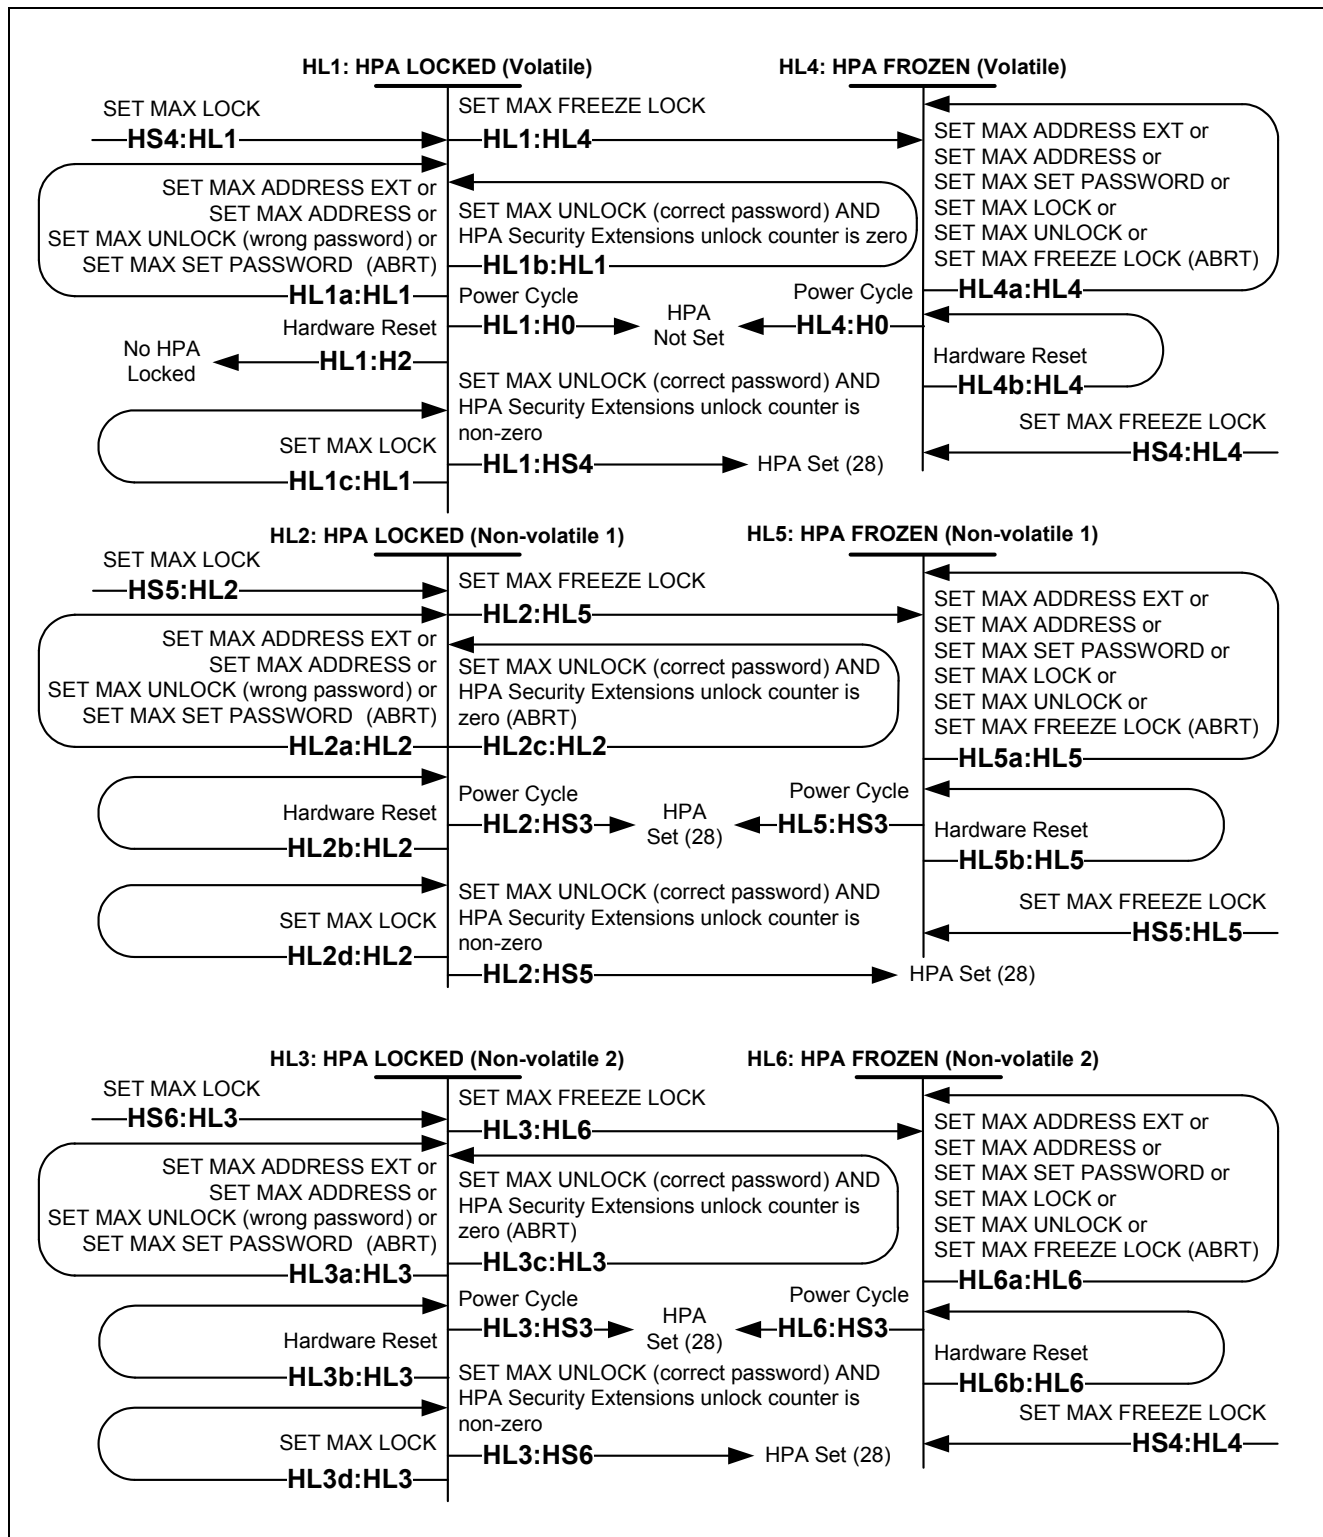 HL1: HPA LOCKED (Volatile)
HL4: HPA FROZEN (Volatile)
SET MAX LOCK
HS4:HL1
SET MAX FREEZE LOCK
HL1:HL4
SET MAX ADDRESS EXT or
SET MAX ADDRESS or
SET MAX UNLOCK (wrong password) or
SET MAX SET PASSWORD (ABRT)
HL1a:HL1
SET MAX UNLOCK (correct password) AND
HPA Security Extensions unlock counter is zero
HL1b:HL1
SET MAX ADDRESS EXT or
SET MAX ADDRESS or
SET MAX SET PASSWORD or
SET MAX LOCK or
SET MAX UNLOCK or
SET MAX FREEZE LOCK (ABRT)
HL4a:HL4
Hardware Reset
HL1:H2
No HPA
Locked
Power Cycle
HL1:H0
HPA
Not Set
Power Cycle
HL4:H0
Hardware Reset
HL4b:HL4
SET MAX LOCK
HL1c:HL1
SET MAX UNLOCK (correct password) AND
HPA Security Extensions unlock counter is
non-zero
HL1:HS4
HPA Set (28)
SET MAX FREEZE LOCK
HS4:HL4
HL2: HPA LOCKED (Non-volatile 1)
HL5: HPA FROZEN (Non-volatile 1)
SET MAX LOCK
HS5:HL2
SET MAX FREEZE LOCK
HL2:HL5
SET MAX ADDRESS EXT or
SET MAX ADDRESS or
SET MAX UNLOCK (wrong password) or
SET MAX SET PASSWORD (ABRT)
HL2a:HL2
SET MAX UNLOCK (correct password) AND
HPA Security Extensions unlock counter is
zero (ABRT)
HL2c:HL2
SET MAX ADDRESS EXT or
SET MAX ADDRESS or
SET MAX SET PASSWORD or
SET MAX LOCK or
SET MAX UNLOCK or
SET MAX FREEZE LOCK (ABRT)
HL5a:HL5
Hardware Reset
HL2b:HL2
Power Cycle
HL2:HS3
HPA
Set (28)
Power Cycle
HL5:HS3
Hardware Reset
HL5b:HL5
SET MAX LOCK
HL2d:HL2
SET MAX UNLOCK (correct password) AND
HPA Security Extensions unlock counter is
non-zero
HL2:HS5
HPA Set (28)
SET MAX FREEZE LOCK
HS5:HL5
HL3: HPA LOCKED (Non-volatile 2)
HL6: HPA FROZEN (Non-volatile 2)
SET MAX LOCK
HS6:HL3
SET MAX FREEZE LOCK
HL3:HL6
SET MAX ADDRESS EXT or
SET MAX ADDRESS or
SET MAX UNLOCK (wrong password) or
SET MAX SET PASSWORD (ABRT)
HL3a:HL3
SET MAX UNLOCK (correct password) AND
HPA Security Extensions unlock counter is
zero (ABRT)
HL3c:HL3
SET MAX ADDRESS EXT or
SET MAX ADDRESS or
SET MAX SET PASSWORD or
SET MAX LOCK or
SET MAX UNLOCK or
SET MAX FREEZE LOCK (ABRT)
HL6a:HL6
Hardware Reset
HL3b:HL3
Power Cycle
HL3:HS3
HPA
Set (28)
Power Cycle
HL6:HS3
Hardware Reset
HL6b:HL6
SET MAX LOCK
HL3d:HL3
SET MAX UNLOCK (correct password) AND
HPA Security Extensions unlock counter is
non-zero
HL3:HS6
HPA Set (28)
SET MAX FREEZE LOCK
HS4:HL4